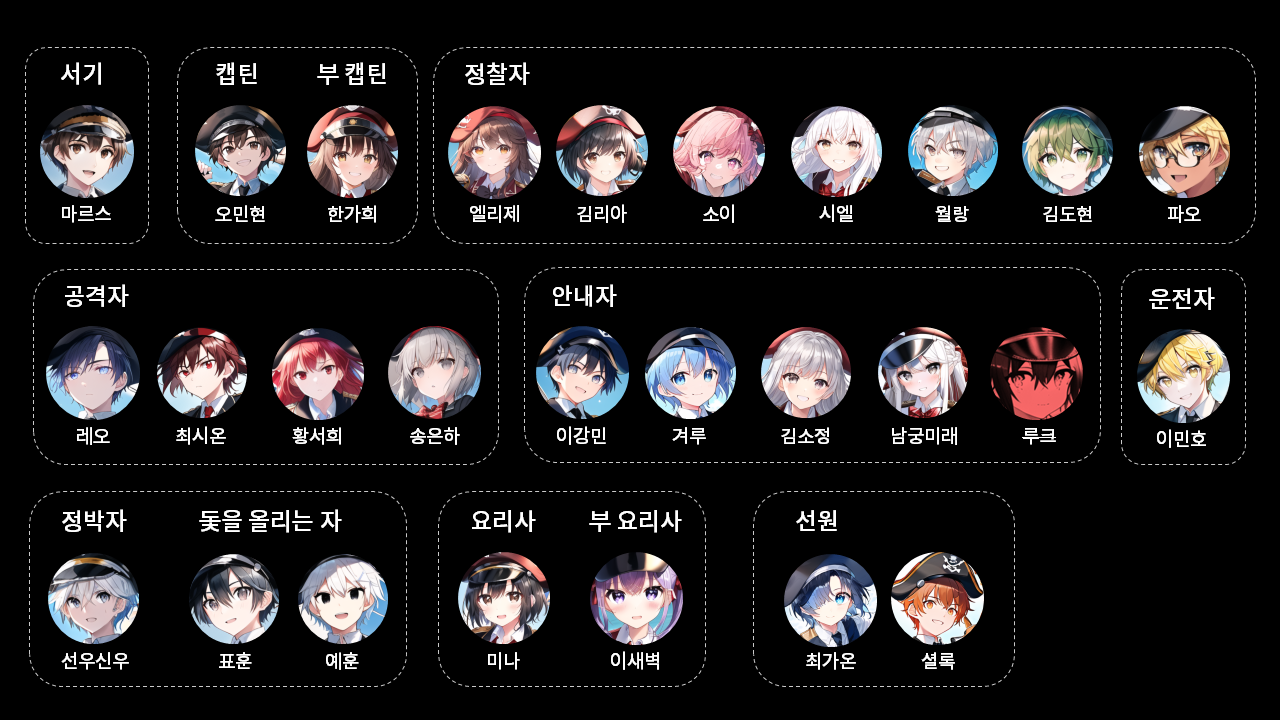 서기
마르스
캡틴 부 캡틴
오민현 한가희
정찰자
엘리제 김리아 소이 시엘 월랑 김도현 파오
공격자
레오 최시온 황서희 송은하
안내자
이강민 겨루 김소정 남궁미래 루크
운전자
이민호
정박자 돛을 올리는 자
선우신우 표훈 예훈
요리사 부 요리사
미나 이새벽
선원
최가온 셜록